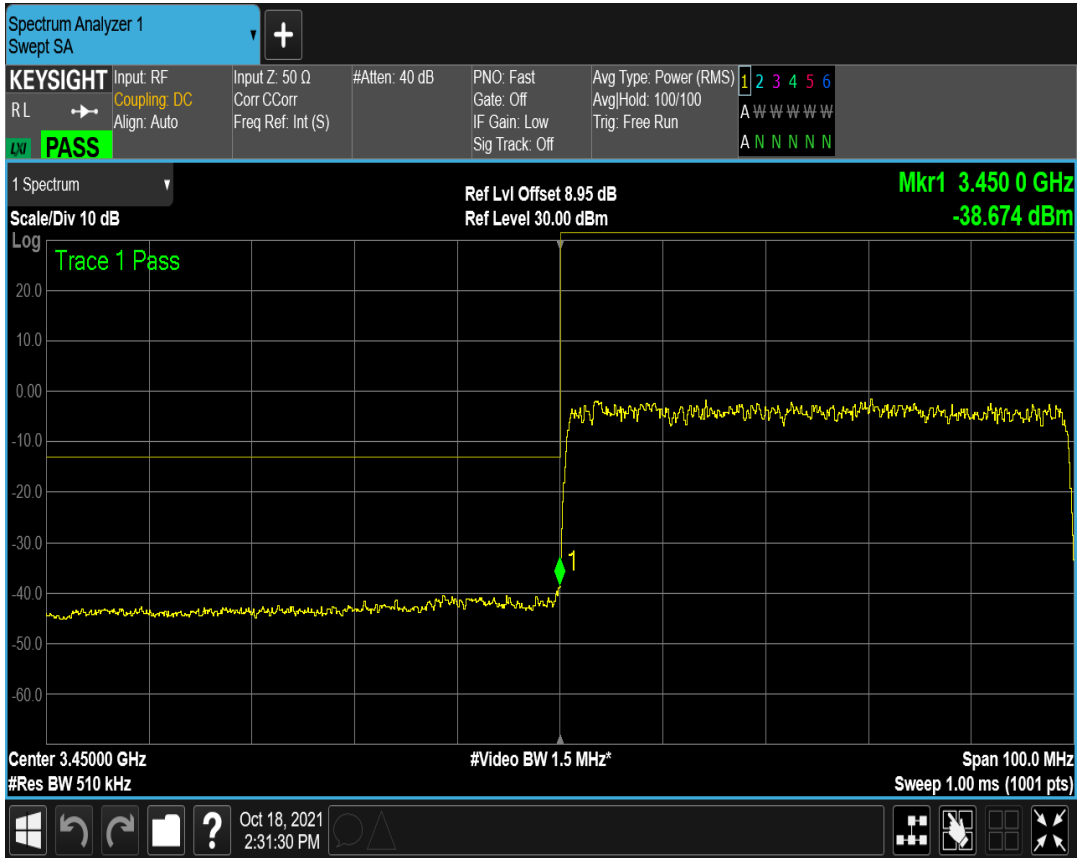 Spectrum Analyzer 1
Swept SA
+
KEYSIGHT
RL
LXI PASS
Input: RF
Coupling: DC
Align: Auto
Input Z: 50 Ω
Corr CCorr
Freq Ref: Int (S)
#Atten: 40 dB
PNO: Fast
Gate: Off
IF Gain: Low
Sig Track: Off
Avg Type: Power (RMS)
Avg|Hold: 100/100
Trig: Free Run
1 2 3 4 5 6
A W W W W W
A N N N N N
1 Spectrum
Scale/Div 10 dB
Ref Lvl Offset 8.95 dB
Ref Level 30.00 dBm
Mkr1 3.450 0 GHz
-38.674 dBm
Log
Trace 1 Pass
20.0
10.0
0.00
-10.0
-20.0
-30.0
1
-40.0
-50.0
-60.0
Center 3.45000 GHz
#Res BW 510 kHz
#Video BW 1.5 MHz*
Span 100.0 MHz
Sweep 1.00 ms (1001 pts)
?
Oct 18, 2021
2:31:30 PM